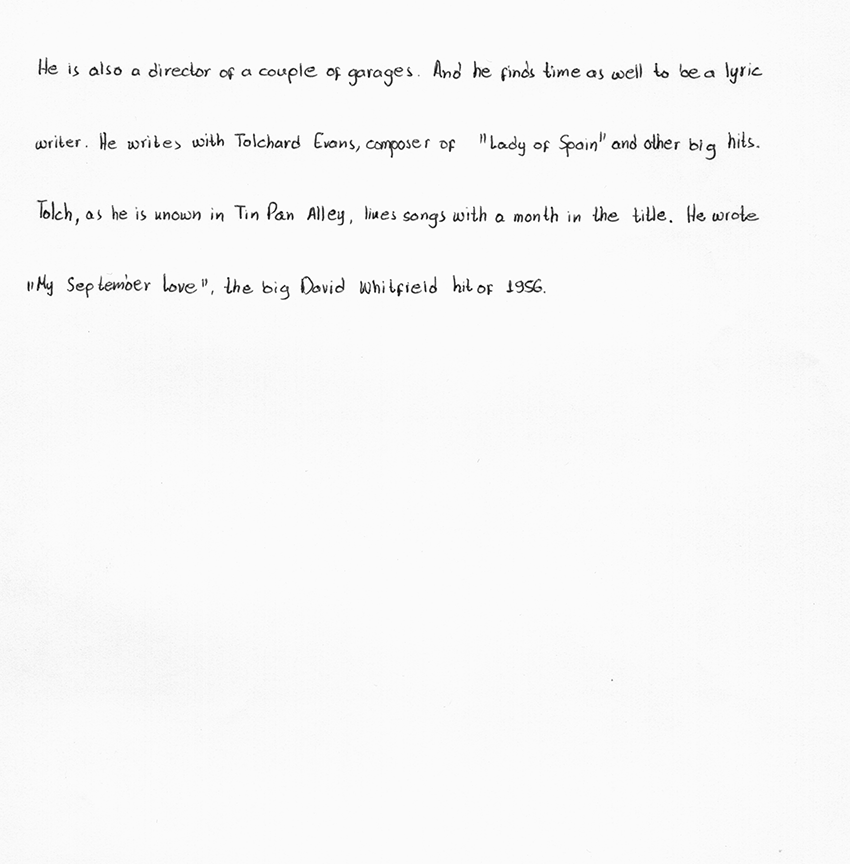 He is also a director of a couple of garages. And he finds time as well to be a lyric
writer. He writes with Tolchard Evans, composer of "Lady of Spain" and other big hits.
Tolch, as he is known in Tin Pan Alley, likes songs with a month in the title. He wrote
"My September Love", the big David Whitfield hit of 1956.